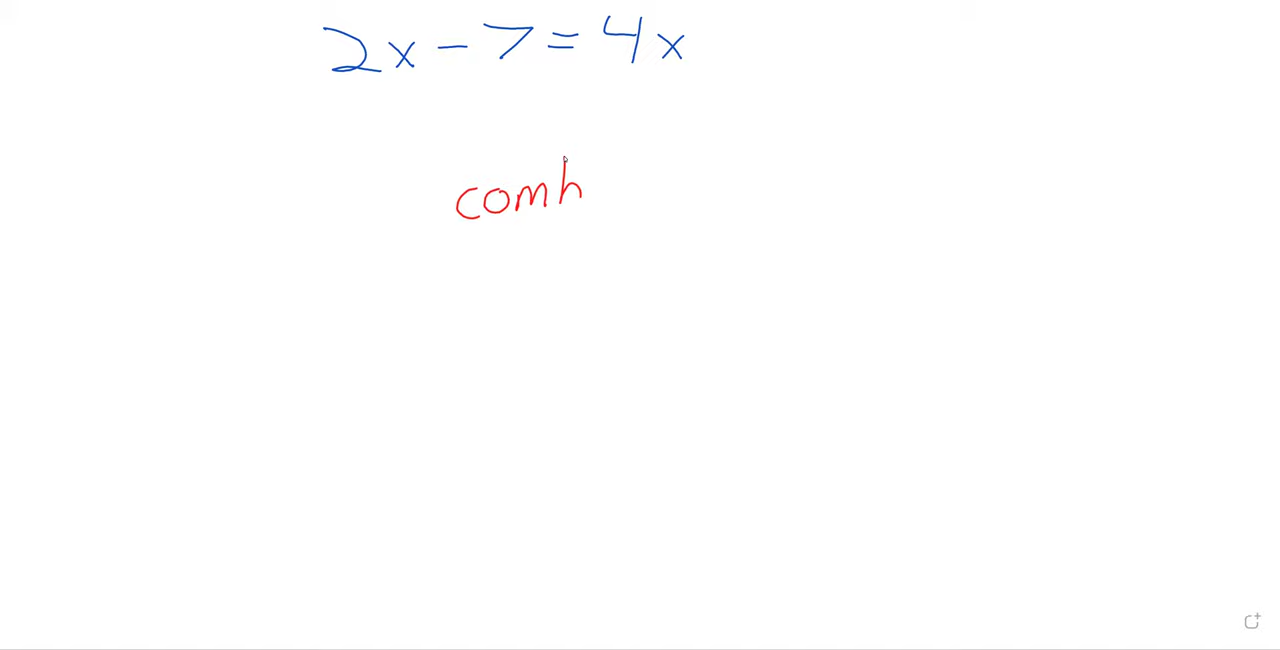 2x - 7 = 4x
comh